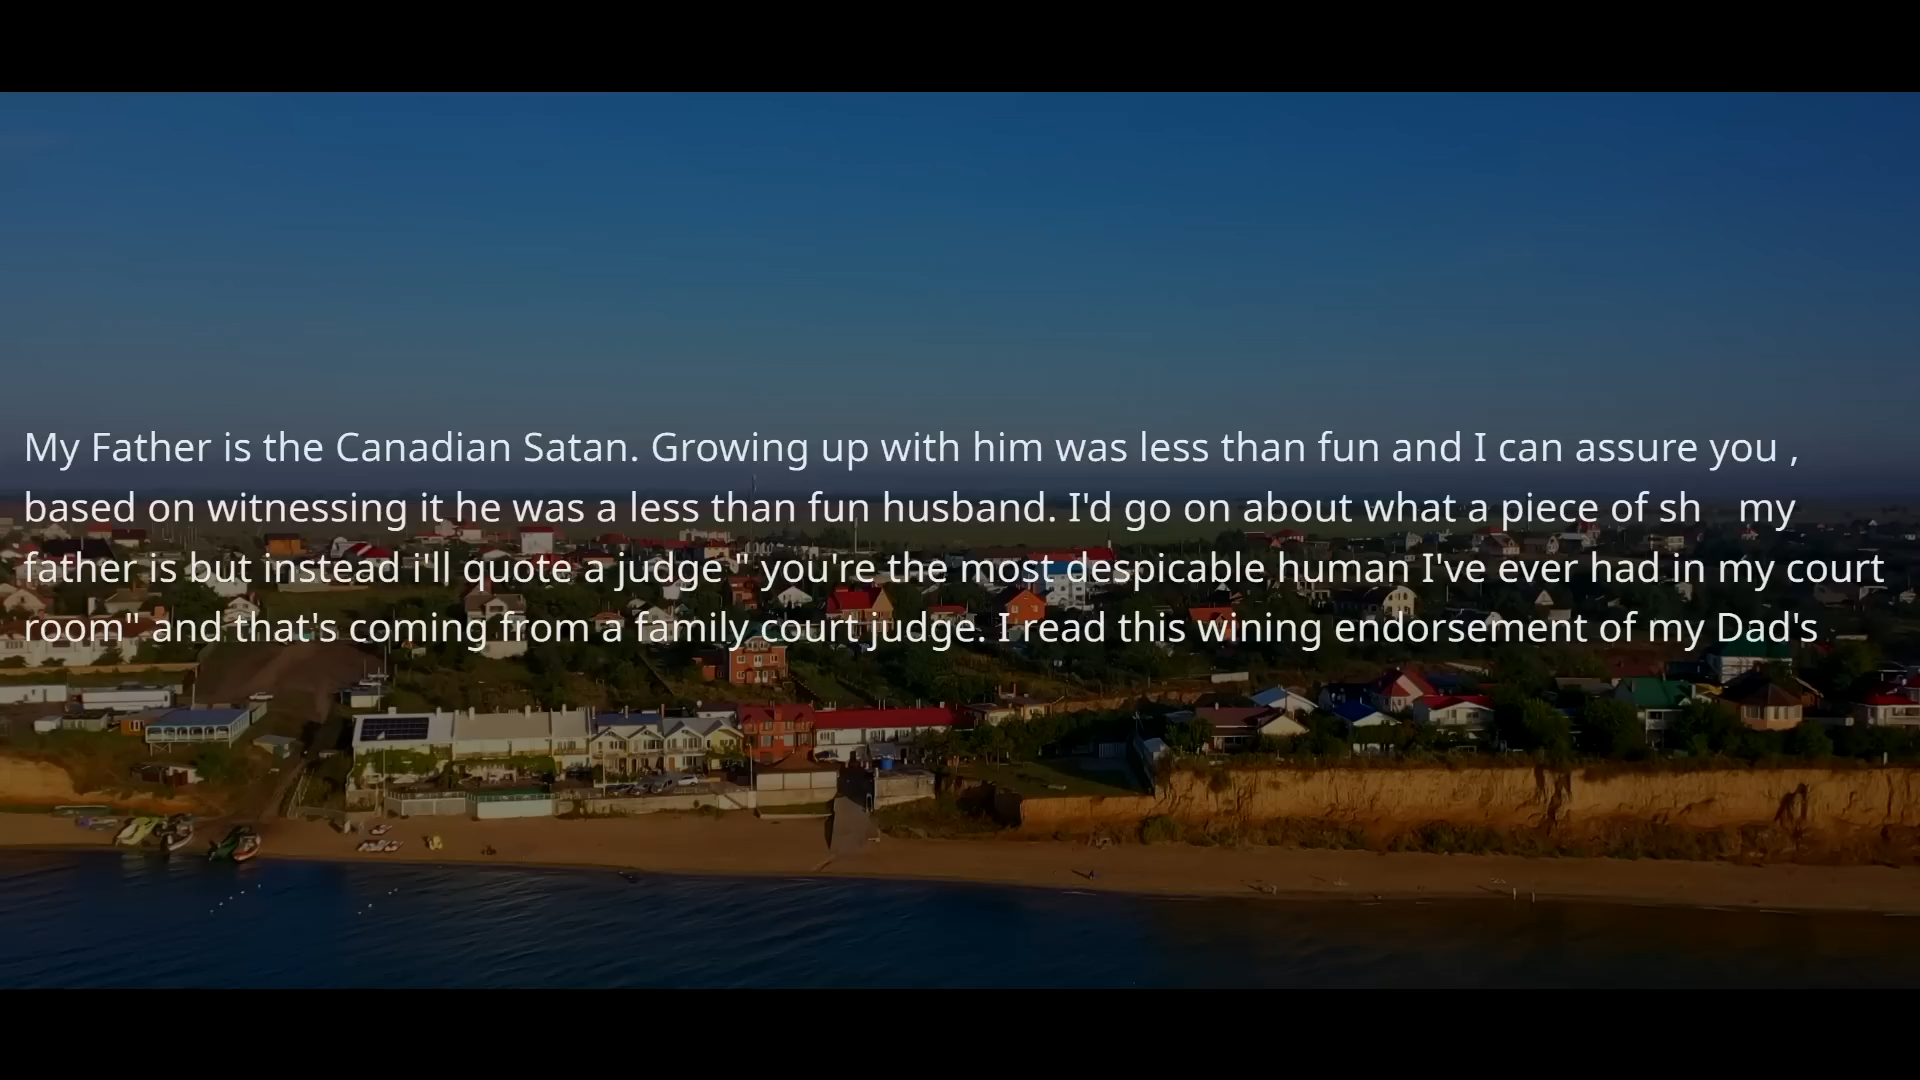 My Father is the Canadian Satan. Growing up with him was less than fun and I can assure you ,
based on witnessing it he was a less than fun husband. I'd go on about what a piece of sh my
father is but instead i'll quote a judge " you're the most despicable human I've ever had in my court
room" and that's coming from a family court judge. I read this wining endorsement of my Dad's